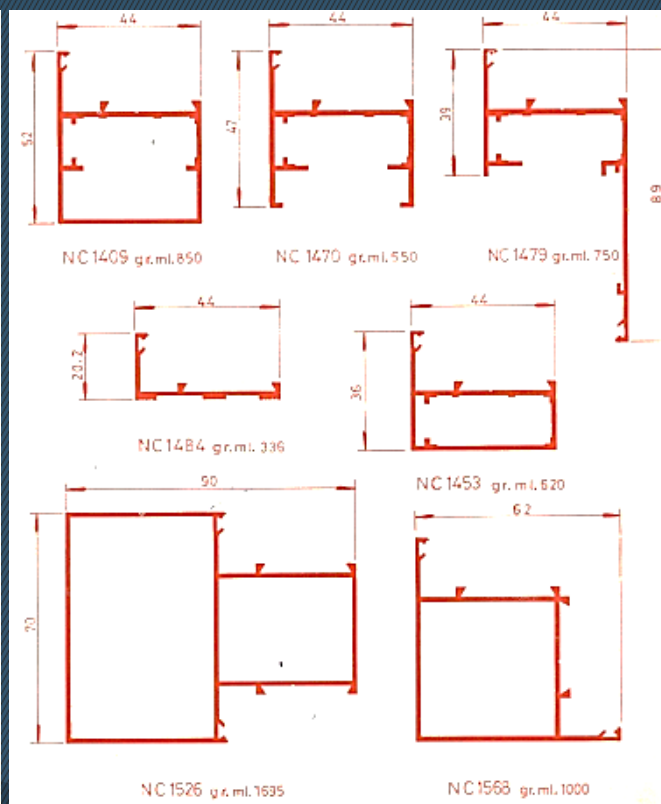 44 44 44
52 47 39 89
NC 1409 gr.ml.850 NC 1470 gr.ml.550 NC 1479 gr.ml.750
44 44
20.2 36
NC 1484 gr.ml. 336
NC 1453 gr.ml.620
90 62
70
NC 1526 gr.ml.1635 NC 1568 gr.ml.1000